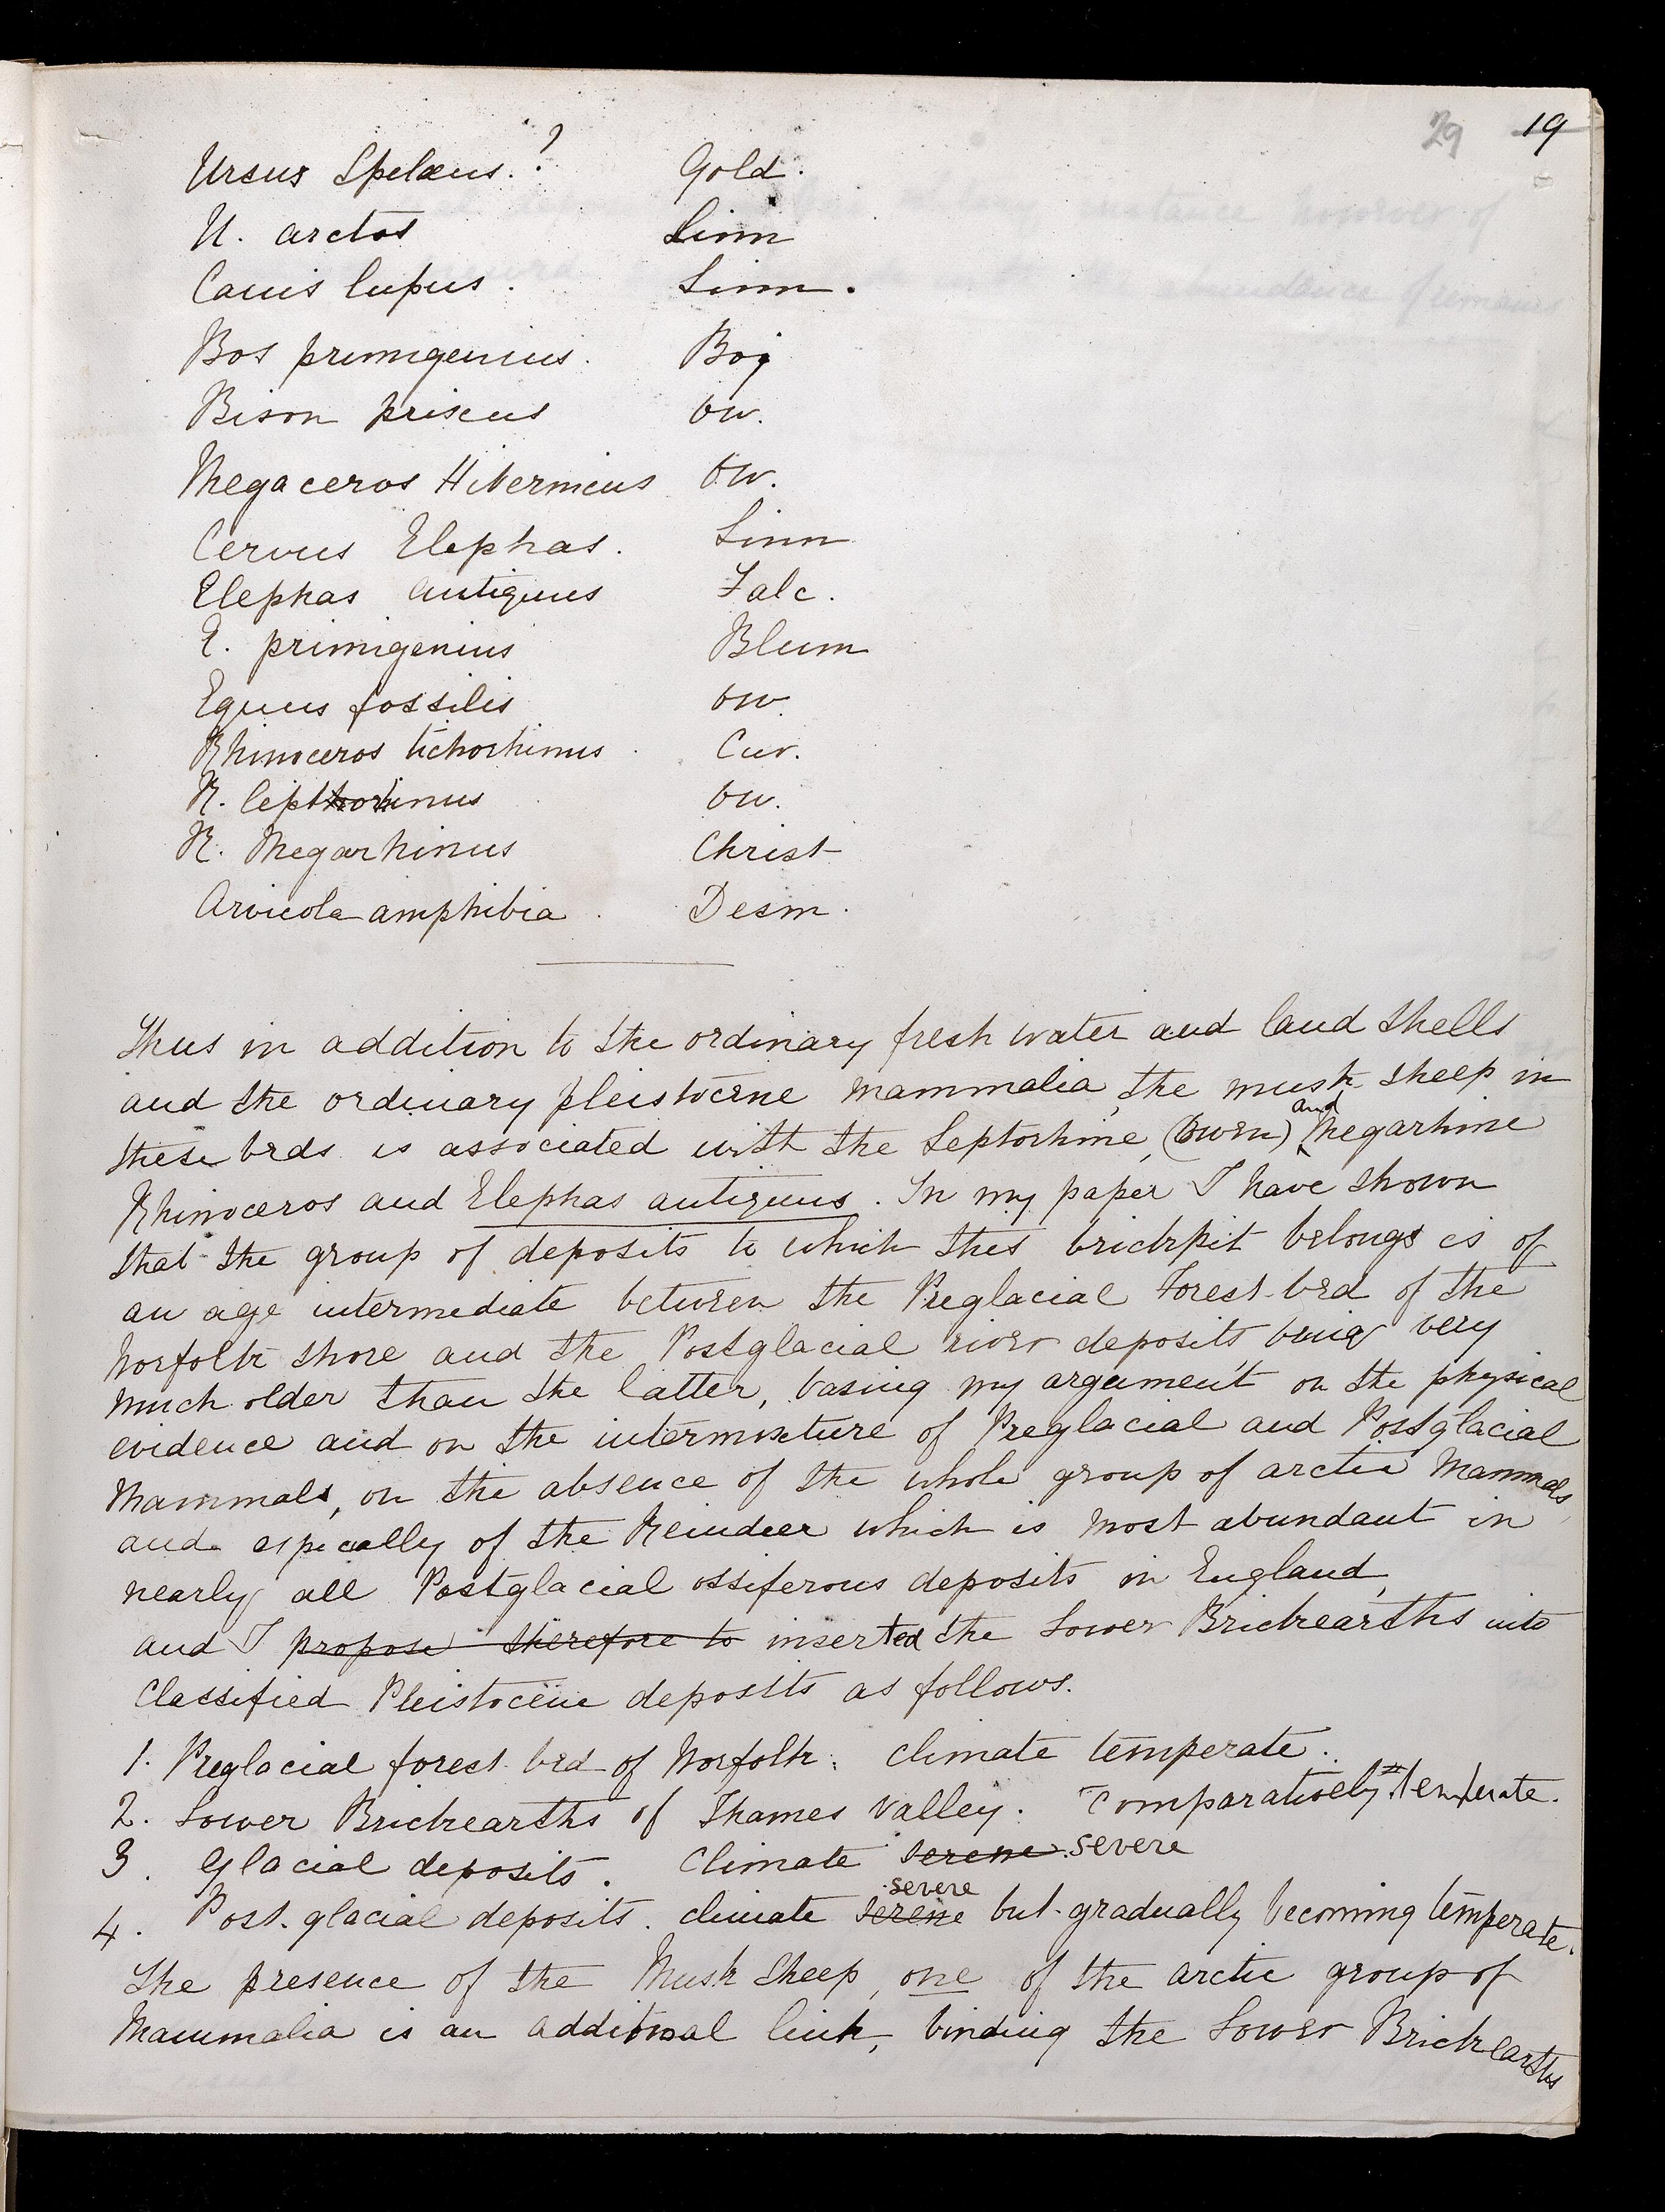 29 19
Ursus Spelæus. ? Gold.
U. arctos Linn
Canis lupus. Linn.
Bos primigenius. Boj
Bison priscus Ow.
Megaceros Hibernicus Ow.
Cervus Elephas. Linn
Elephas antiquus Falc.
E. primigenius Blum
Equus fossilis Ow.
Rhinoceros tichorhinus. Cuv.
R. leptorhinus Ow.
R. Megarhinus Christ
Arvicola amphibia. Desm.
Thus in addition to the ordinary fresh water and land shells
and the ordinary pleistocene mammalia, the musk sheep in
these beds is associated with the Leptorhine, (Owen) and Megarhine
Rhinoceros and Elephas antiquus. In my paper I have shown
that the group of deposits to which this brickpit belongs is of
an age intermediate between the Preglacial Forest-bed of the
Norfolk shore and the Postglacial river deposits being very
much older than the latter, basing my argument on the physical
evidence and on the intermixture of Preglacial and Postglacial
Mammals, on the absence of the whole group of arctic Mammals,
and especially of the Reindeer which is most abundant in
nearly all Postglacial ossiferous deposits in England,
and I propose therefore to inserted the Lower Brickearths into
Classified Pleistocene deposits as follows.
1. Preglacial forest-bed of Norfolk: Climate temperate.
2. Lower Brickearths of Thames Valley. Comparatively temperate.
3. Glacial deposits. Climate serene severe
4. Post-glacial deposits. climate serene severe but gradually becoming temperate.
The presence of the Musk Sheep, one of the arctic group of
Mammalia is an additional link, binding the Lower Brickearths